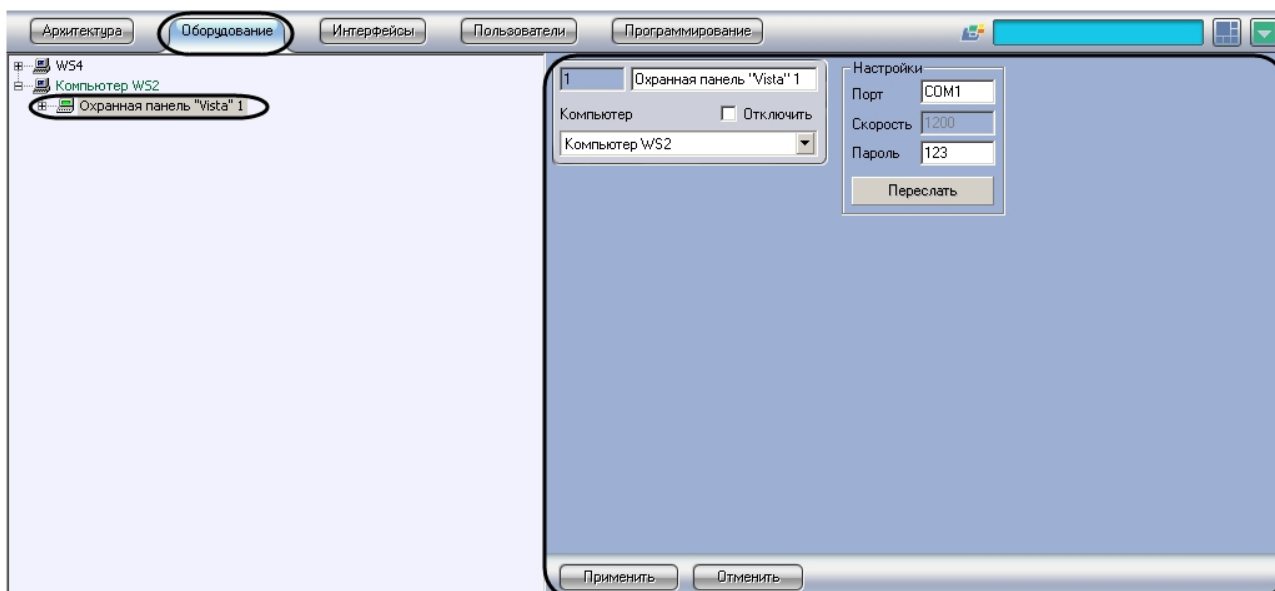 Архитектура Оборудование Интерфейсы Пользователи Программирование
WS4
Компьютер WS2
Охранная панель "Vista" 1
1 Охранная панель "Vista" 1
Компьютер Отключить
Компьютер WS2
Настройки
Порт COM1
Скорость 1200
Пароль 123
Переслать
Применить Отменить